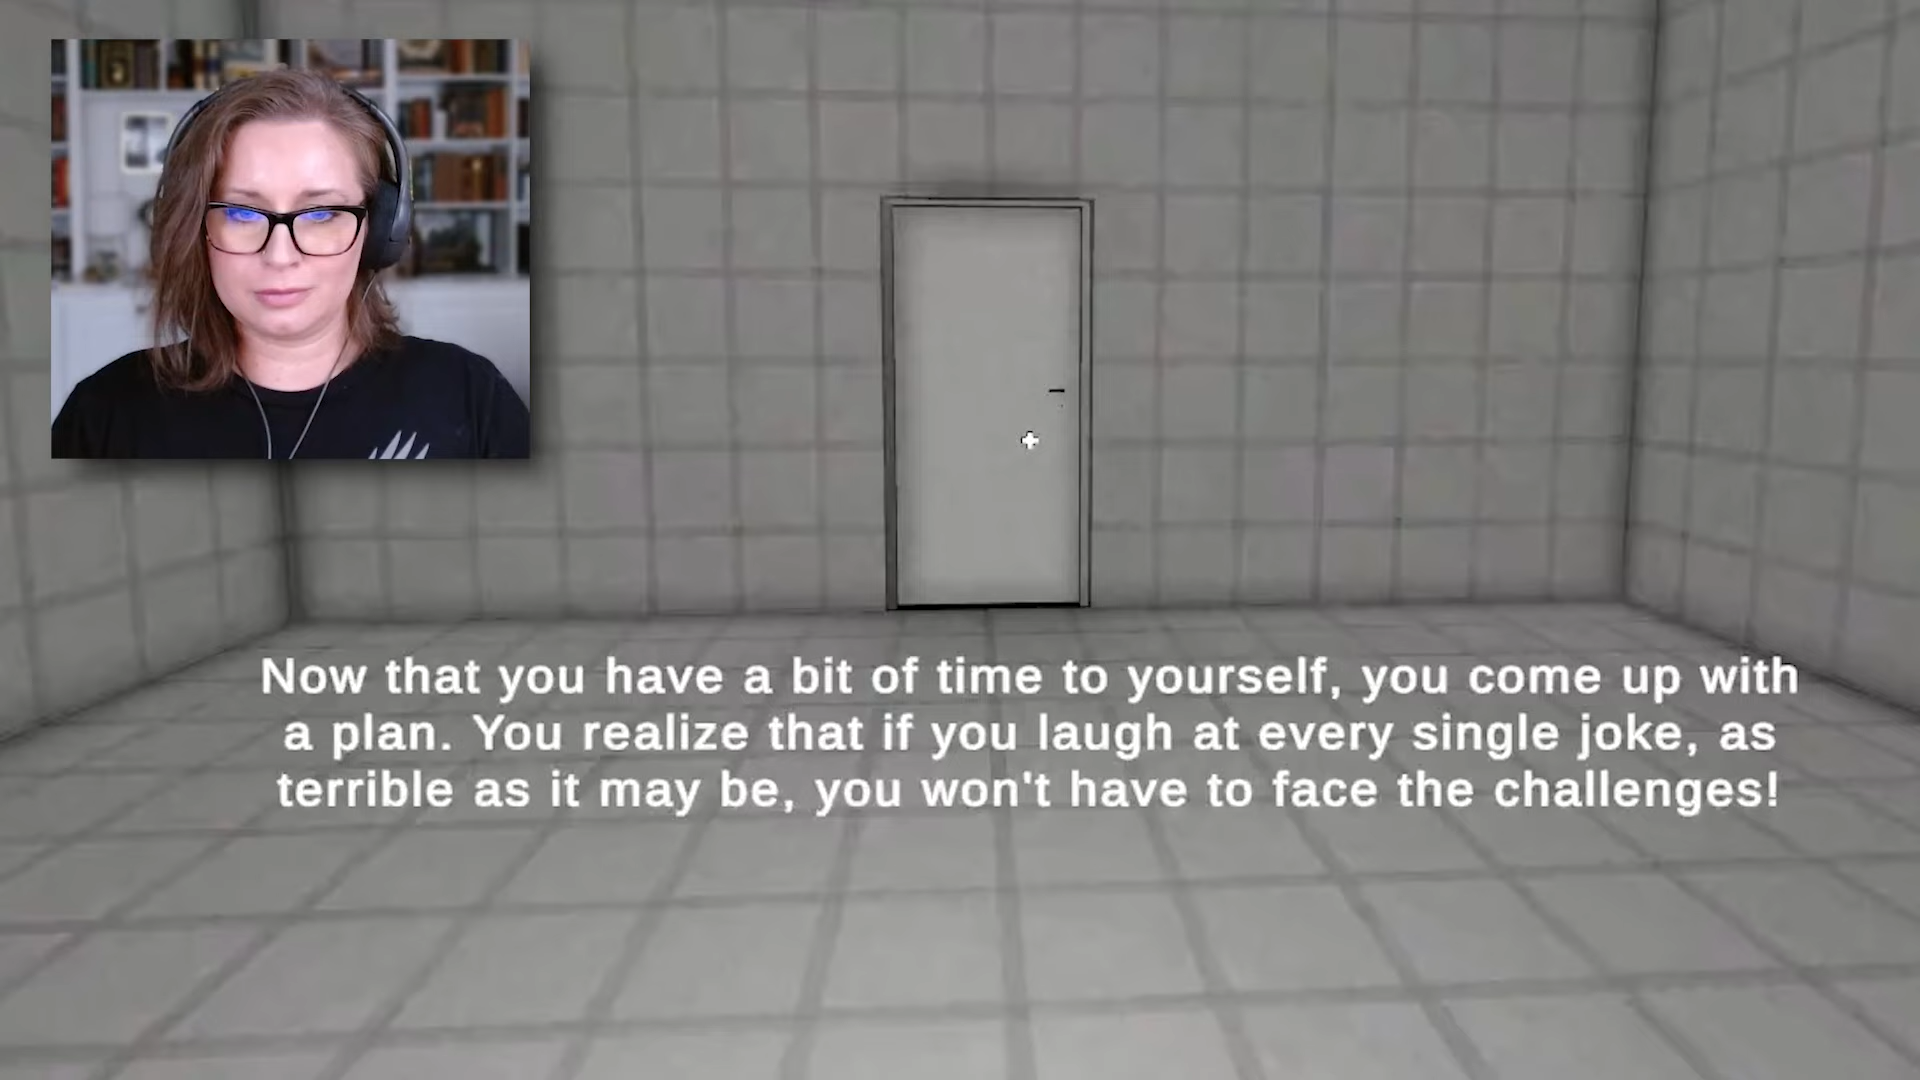 Now that you have a bit of time to yourself, you come up with
a plan. You realize that if you laugh at every single joke, as
terrible as it may be, you won't have to face the challenges!